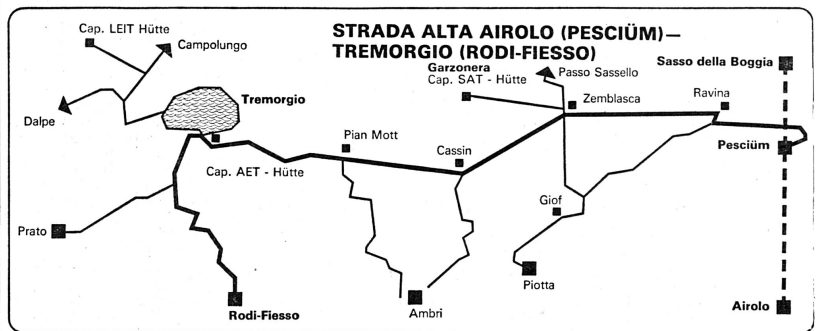 STRADA ALTA AIROLO (PESCIÜM)—
TREMORGIO (RODI-FIESSO)
Cap. LEIT Hütte
Campolungo
Garzonera
Cap. SAT - Hütte
Passo Sassello
Sasso della Boggia
Dalpe
Tremorgio
Zemblasca
Ravina
Pian Mott
Cassin
Pesciüm
Cap. AET - Hütte
Giof
Prato
Piotta
Rodi-Fiesso
Ambri
Airolo